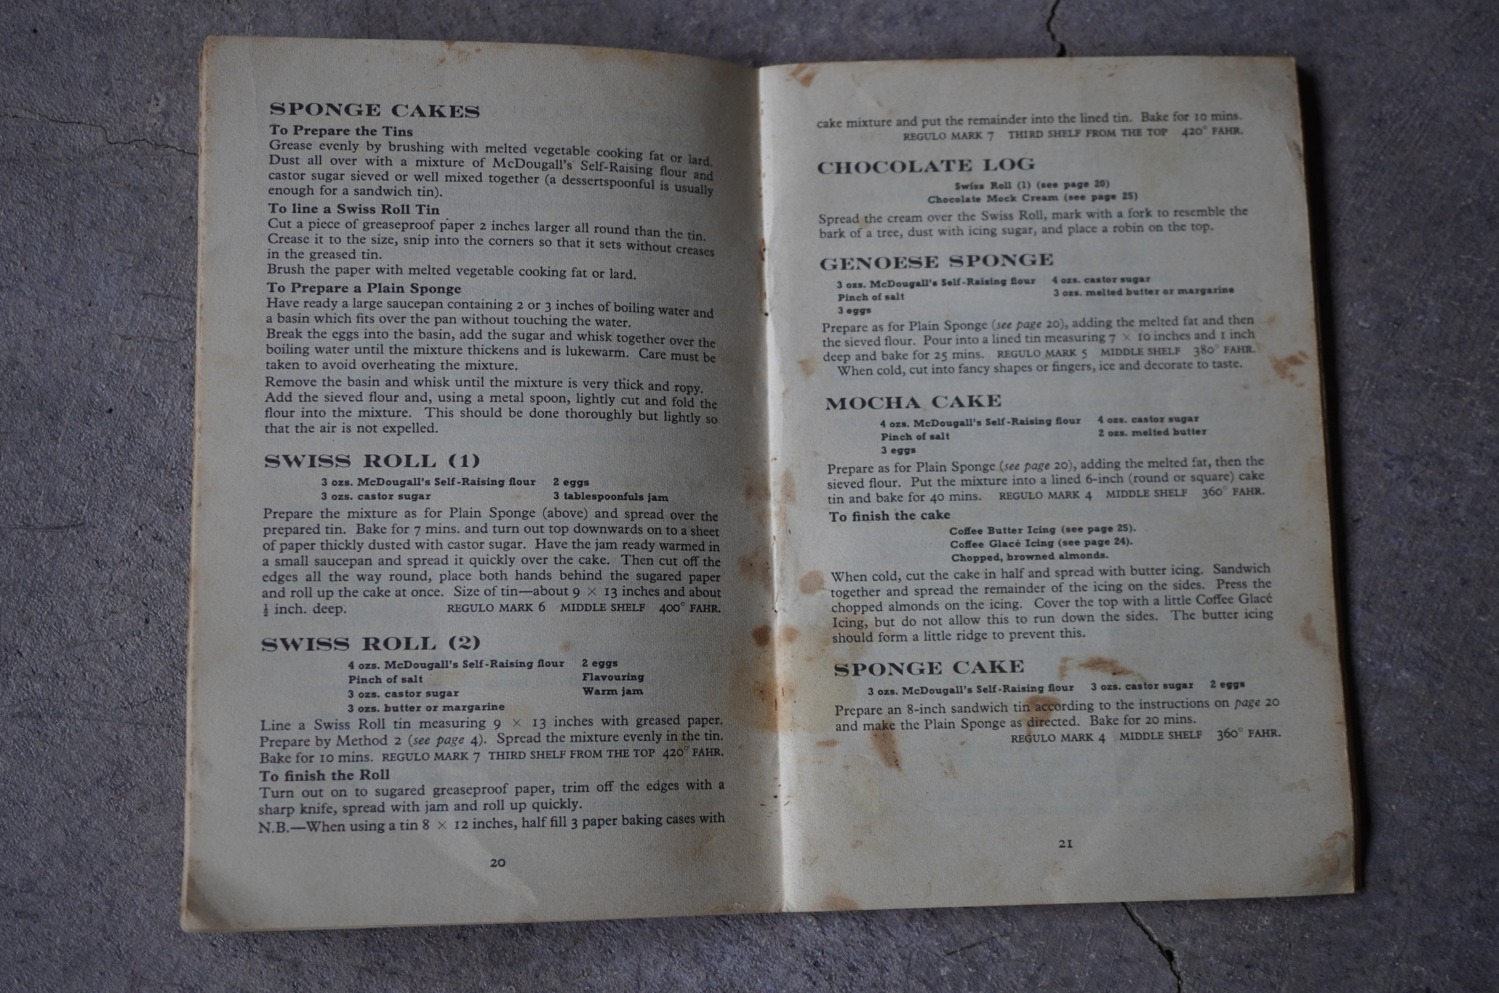 SPONGE CAKES
To Prepare the Tins
Grease evenly by brushing with melted vegetable cooking fat or lard.
Dust all over with a mixture of McDougall's Self-Raising flour and
castor sugar sieved or well mixed together (a dessertspoonful is usually
enough for a sandwich tin).
To line a Swiss Roll Tin
Cut a piece of greaseproof paper 2 inches larger all round than the tin.
Crease it to the size, snip into the corners so that it sets without creases
in the greased tin.
Brush the paper with melted vegetable cooking fat or lard.
To Prepare a Plain Sponge
Have ready a large saucepan containing 2 or 3 inches of boiling water and
a basin which fits over the pan without touching the water.
Break the eggs into the basin, add the sugar and whisk together over the
boiling water until the mixture thickens and is lukewarm. Care must be
taken to avoid overheating the mixture.
Remove the basin and whisk until the mixture is very thick and ropy.
Add the sieved flour and, using a metal spoon, lightly cut and fold the
flour into the mixture. This should be done thoroughly but lightly so
that the air is not expelled.
SWISS ROLL (1)
3 ozs. McDougall's Self-Raising flour 2 eggs
3 ozs. castor sugar 3 tablespoonfuls jam
Prepare the mixture as for Plain Sponge (above) and spread over the
prepared tin. Bake for 7 mins. and turn out top downwards on to a sheet
of paper thickly dusted with castor sugar. Have the jam ready warmed in
a small saucepan and spread it quickly over the cake. Then cut off the
edges all the way round, place both hands behind the sugared paper
and roll up the cake at once. Size of tin—about 9 × 13 inches and about
½ inch. deep. REGULO MARK 6 MIDDLE SHELF 400° FAHR.
SWISS ROLL (2)
4 ozs. McDougall's Self-Raising flour 2 eggs
Pinch of salt Flavouring
3 ozs. castor sugar Warm jam
3 ozs. butter or margarine
Line a Swiss Roll tin measuring 9 × 13 inches with greased paper.
Prepare by Method 2 (see page 4). Spread the mixture evenly in the tin.
Bake for 10 mins. REGULO MARK 7 THIRD SHELF FROM THE TOP 420° FAHR.
To finish the Roll
Turn out on to sugared greaseproof paper, trim off the edges with a
sharp knife, spread with jam and roll up quickly.
N.B.—When using a tin 8 × 12 inches, half fill 3 paper baking cases with
20
cake mixture and put the remainder into the lined tin. Bake for 10 mins.
REGULO MARK 7 THIRD SHELF FROM THE TOP 420° FAHR.
CHOCOLATE LOG
Swiss Roll (1) (see page 20)
Chocolate Mock Cream (see page 25)
Spread the cream over the Swiss Roll, mark with a fork to resemble the
bark of a tree, dust with icing sugar, and place a robin on the top.
GENOESE SPONGE
3 ozs. McDougall's Self-Raising flour 4 ozs. castor sugar
Pinch of salt 3 ozs. melted butter or margarine
3 eggs
Prepare as for Plain Sponge (see page 20), adding the melted fat and then
the sieved flour. Pour into a lined tin measuring 7 × 10 inches and 1 inch
deep and bake for 25 mins. REGULO MARK 5 MIDDLE SHELF 380° FAHR.
When cold, cut into fancy shapes or fingers, ice and decorate to taste.
MOCHA CAKE
4 ozs. McDougall's Self-Raising flour 4 ozs. castor sugar
Pinch of salt 2 ozs. melted butter
3 eggs
Prepare as for Plain Sponge (see page 20), adding the melted fat, then the
sieved flour. Put the mixture into a lined 6-inch (round or square) cake
tin and bake for 40 mins. REGULO MARK 4 MIDDLE SHELF 360° FAHR.
To finish the cake
Coffee Butter Icing (see page 25).
Coffee Glacé Icing (see page 24).
Chopped, browned almonds.
When cold, cut the cake in half and spread with butter icing. Sandwich
together and spread the remainder of the icing on the sides. Press the
chopped almonds on the icing. Cover the top with a little Coffee Glacé
Icing, but do not allow this to run down the sides. The butter icing
should form a little ridge to prevent this.
SPONGE CAKE
3 ozs. McDougall's Self-Raising flour 3 ozs. castor sugar 2 eggs
Prepare an 8-inch sandwich tin according to the instructions on page 20
and make the Plain Sponge as directed. Bake for 20 mins.
REGULO MARK 4 MIDDLE SHELF 360° FAHR.
21